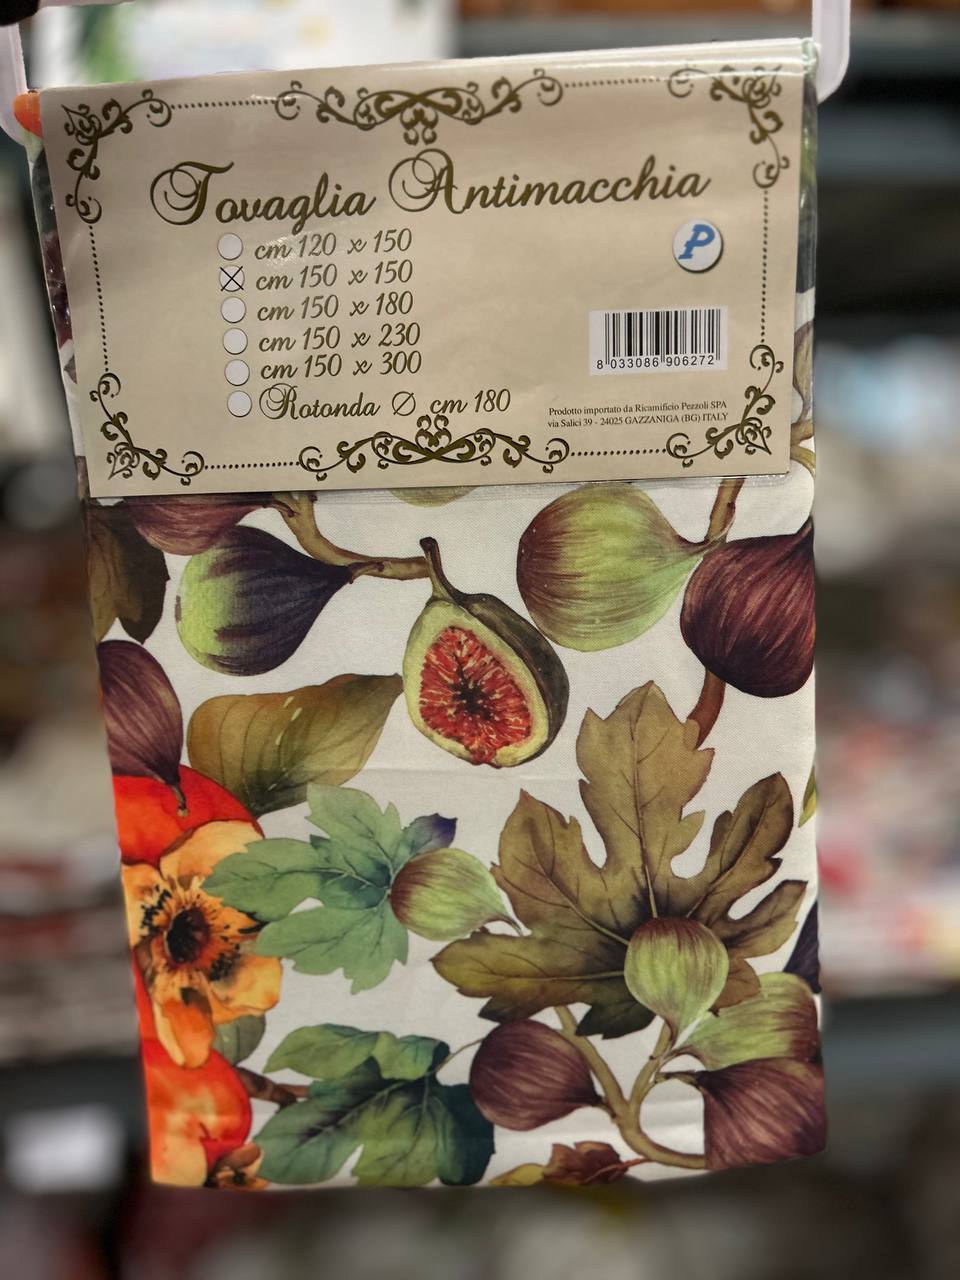 Tovaglia Antimacchia
cm 120 x 150
cm 150 x 150
cm 150 x 180
cm 150 x 230
cm 150 x 300
Rotonda Ø cm 180
P
8 033086 906272
Prodotto importato da Ricamificio Pezzoli SPA
via Salici 39 - 24025 GAZZANIGA (BG) ITALY